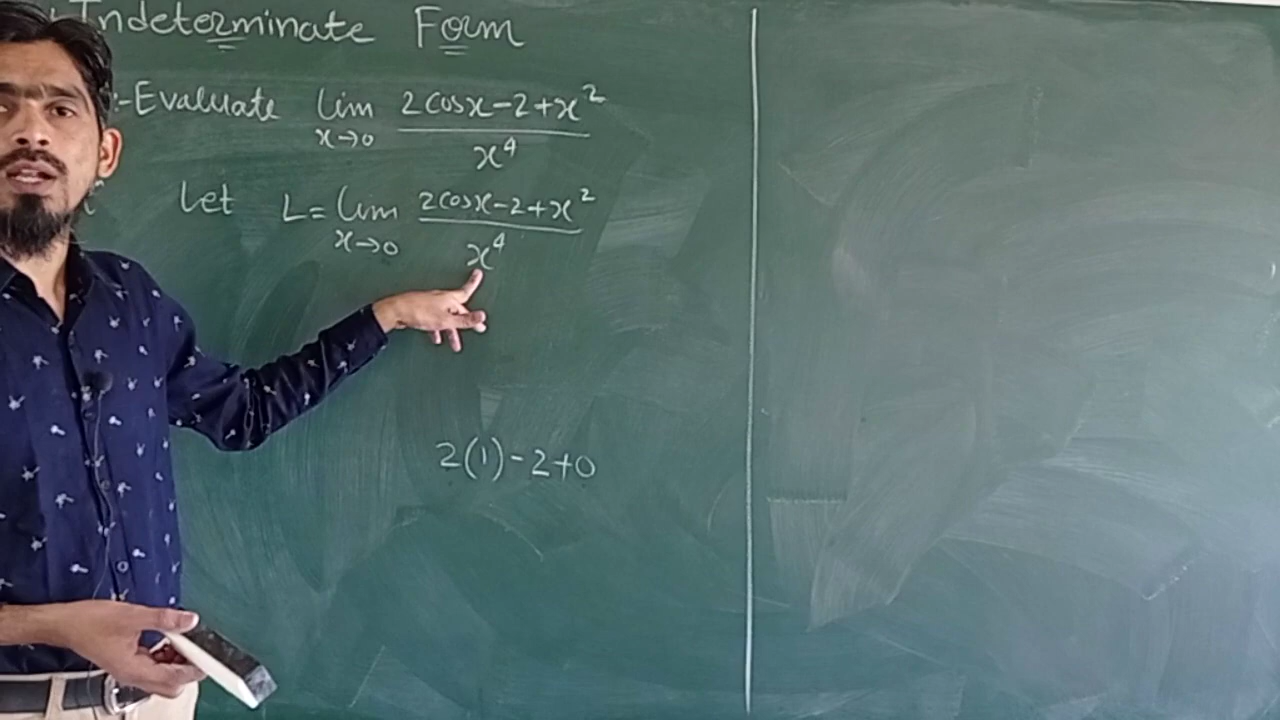 Indeterminate Form
:-Evaluate lim x→0 (2cosx-2+x²)/x⁴
Let L= lim x→0 (2cosx-2+x²)/x⁴
2(1)-2+0